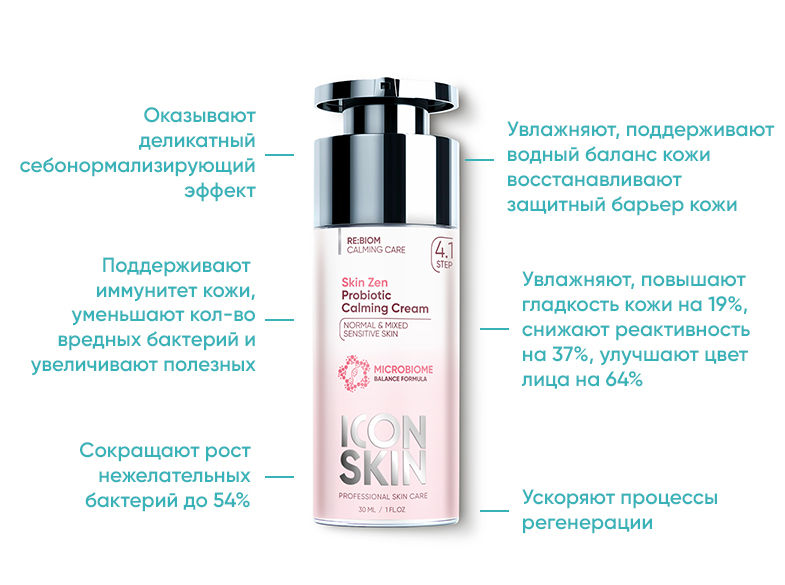 Оказывают
деликатный
себонормализирующий
эффект
Поддерживают
иммунитет кожи,
уменьшают кол-во
вредных бактерий и
увеличивают полезных
Сокращают рост
нежелательных
бактерий до 54%
RE:BIOM
CALMING CARE
4.1
STEP
Skin Zen
Probiotic
Calming Cream
NORMAL & MIXED
SENSITIVE SKIN
MICROBIOME
BALANCE FORMULA
ICON
SKIN
PROFESSIONAL SKIN CARE
30 ML / 1 FL.OZ
Увлажняют, поддерживают
водный баланс кожи
восстанавливают
защитный барьер кожи
Увлажняют, повышают
гладкость кожи на 19%,
снижают реактивность
на 37%, улучшают цвет
лица на 64%
Ускоряют процессы
регенерации